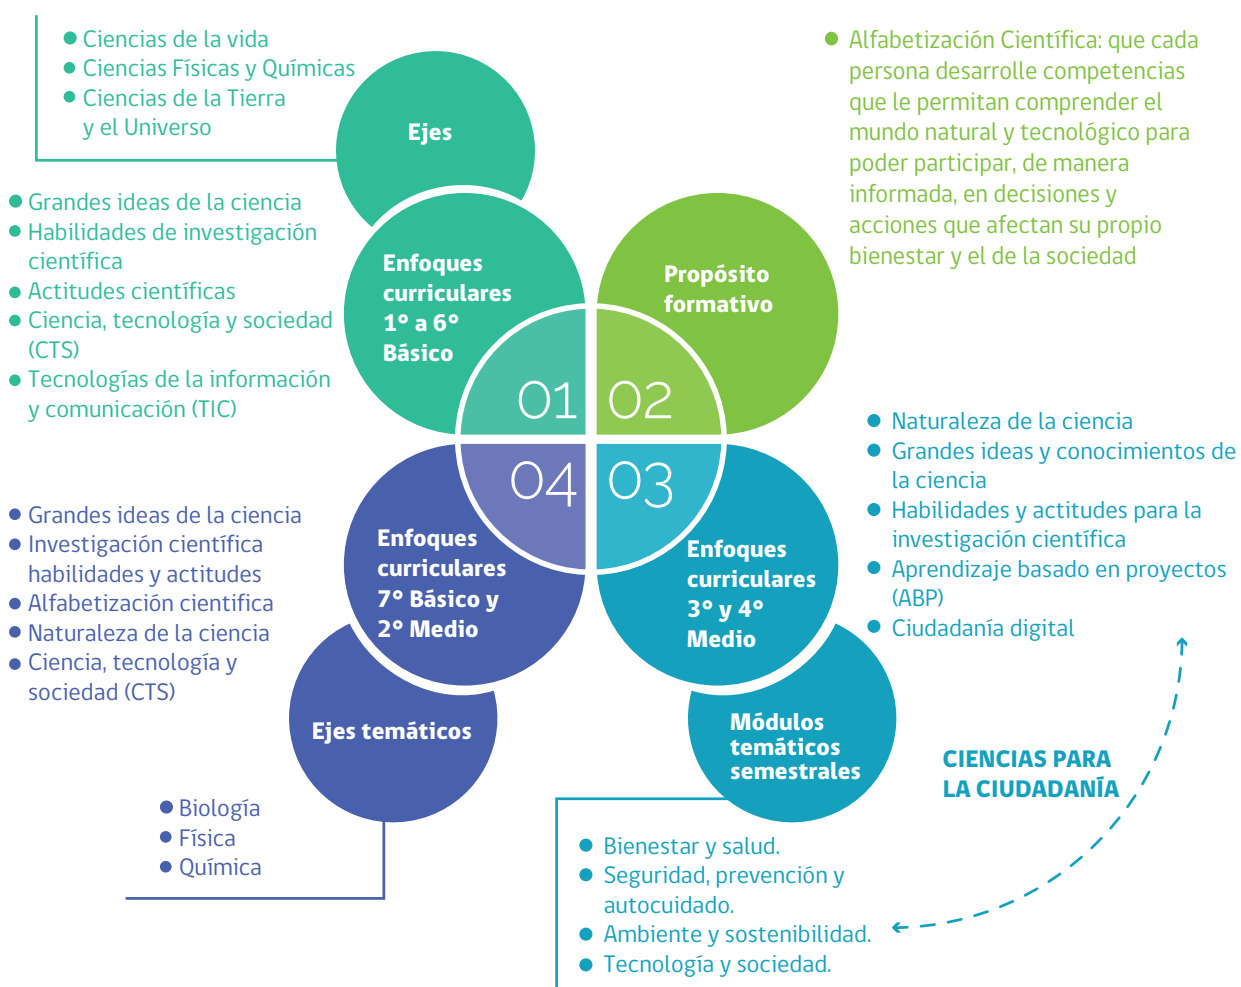 • Ciencias de la vida
• Ciencias Físicas y Químicas
• Ciencias de la Tierra
y el Universo
Ejes
• Grandes ideas de la ciencia
• Habilidades de investigación
científica
• Actitudes científicas
• Ciencia, tecnología y sociedad
(CTS)
• Tecnologías de la información
y comunicación (TIC)
Enfoques
curriculares
1° a 6°
Básico
01
• Alfabetización Científica: que cada
persona desarrolle competencias
que le permitan comprender el
mundo natural y tecnológico para
poder participar, de manera
informada, en decisiones y
acciones que afectan su propio
bienestar y el de la sociedad
Propósito
formativo
02
• Naturaleza de la ciencia
• Grandes ideas y conocimientos de
la ciencia
• Habilidades y actitudes para la
investigación científica
• Aprendizaje basado en proyectos
(ABP)
• Ciudadanía digital
03
Enfoques
curriculares
3° y 4°
Medio
Módulos
temáticos
semestrales
CIENCIAS PARA
LA CIUDADANÍA
• Bienestar y salud.
• Seguridad, prevención y
autocuidado.
• Ambiente y sostenibilidad.
• Tecnología y sociedad.
04
Enfoques
curriculares
7° Básico y
2° Medio
• Grandes ideas de la ciencia
• Investigación científica
habilidades y actitudes
• Alfabetización cientifica
• Naturaleza de la ciencia
• Ciencia, tecnología y
sociedad (CTS)
Ejes temáticos
• Biología
• Física
• Química